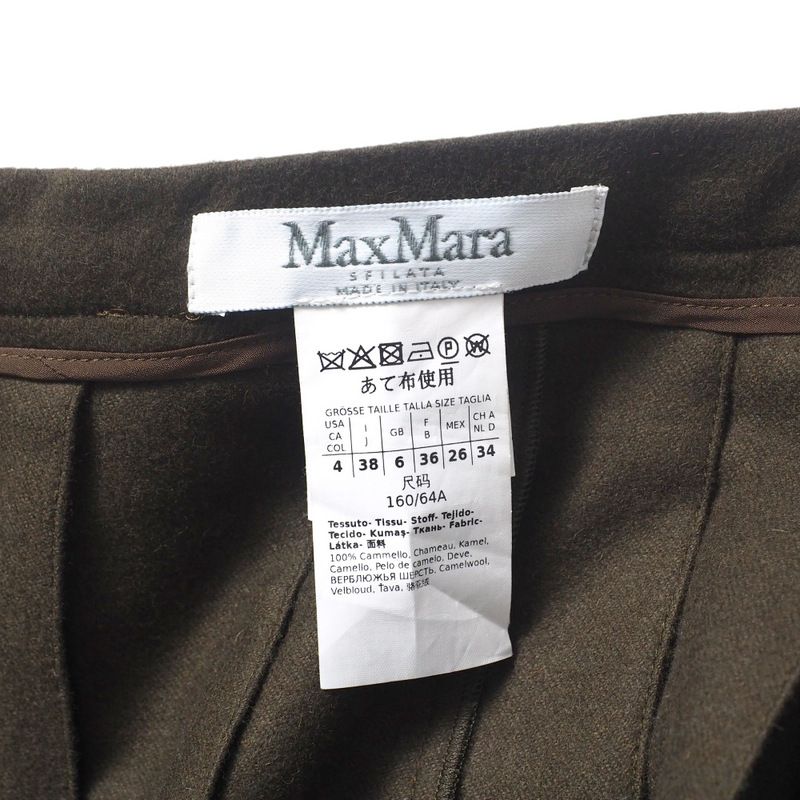 MaxMara
SFILATA
MADE IN ITALY
あて布使用
GRÖSSE TAILLE TALLA SIZE TAGLIA
USA CA COL I J GB F B MEX CH A NL D
4 38 6 36 26 34
尺码
160/64A
Tessuto- Tissu- Stoff- Tejido-
Tecido- Kumaş- Ткань- Fabric-
Látka- 面料
100% Cammello, Chameau, Kamel,
Camello, Pelo de camelo, Deve,
ВЕРБЛЮЖЬЯ ШЕРСТЬ, Camelwool,
Velbloud, Ťava, 骆驼绒